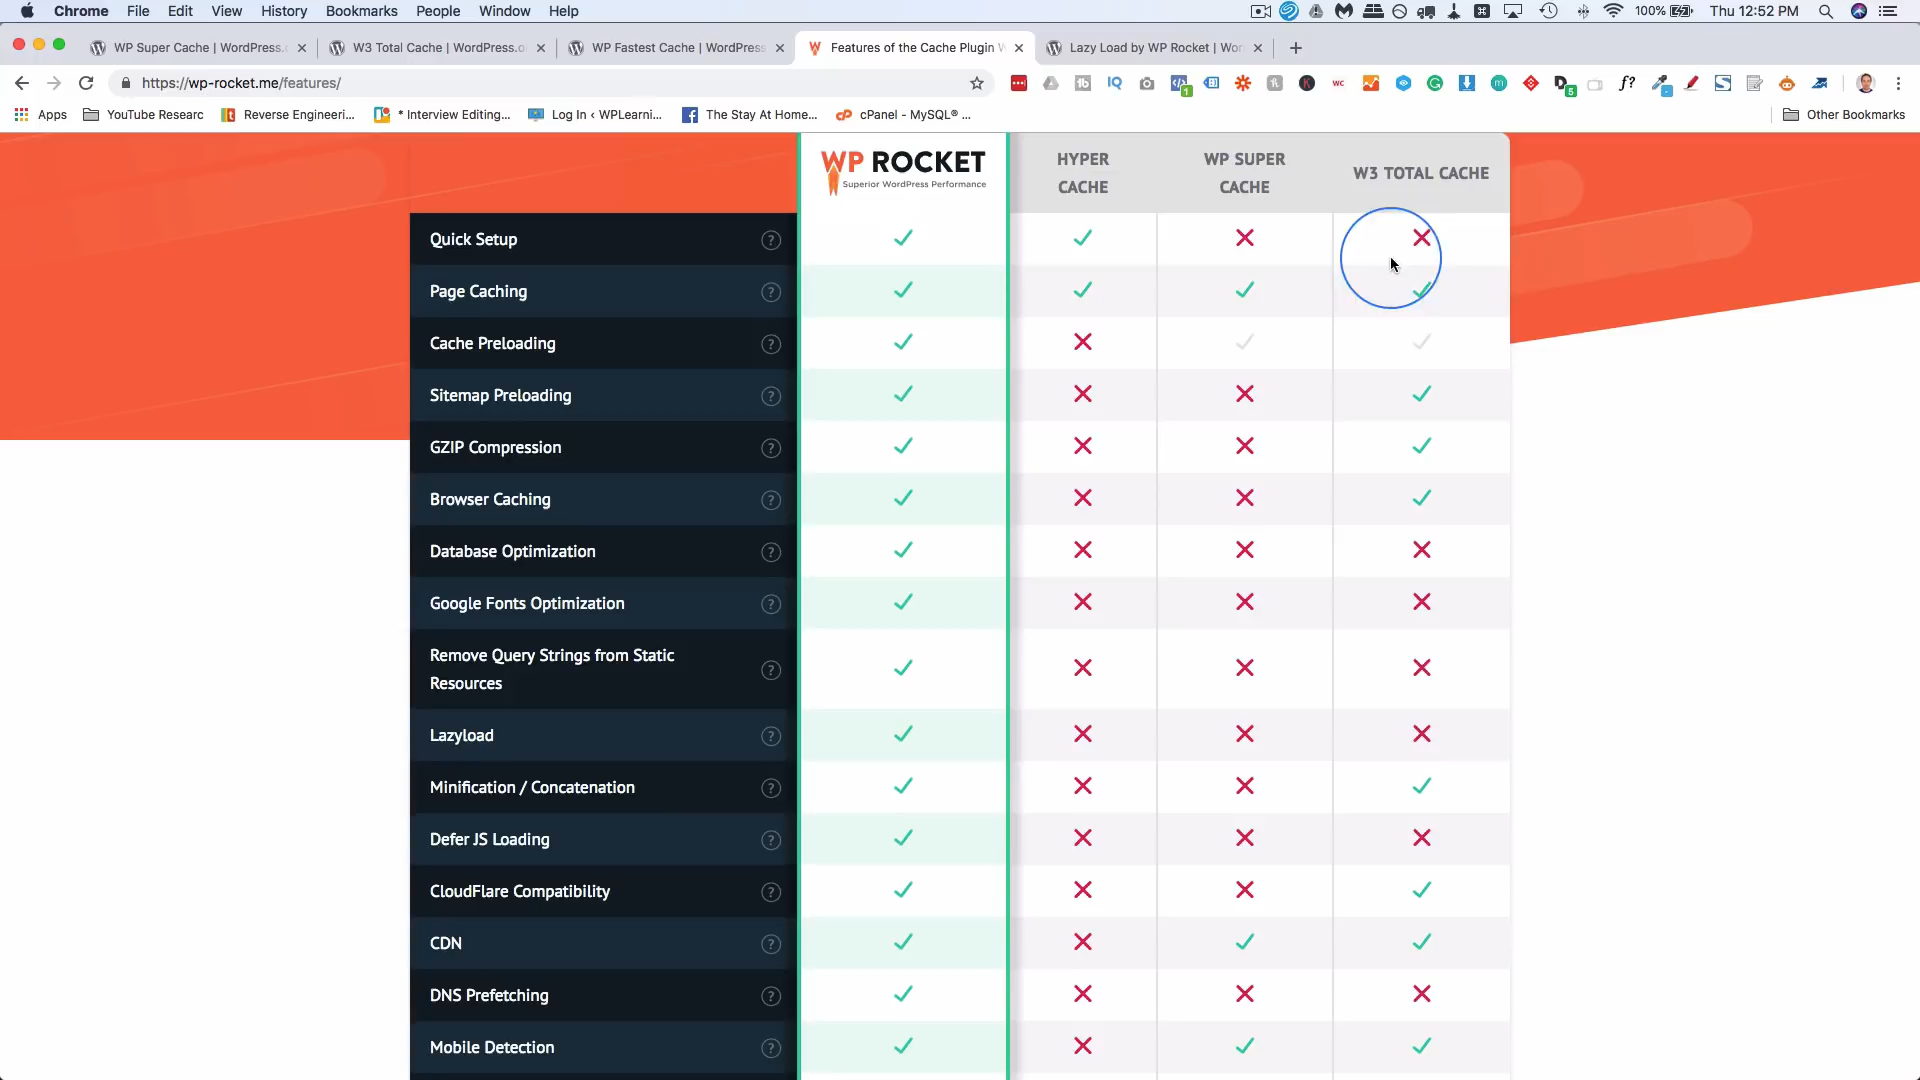 Chrome File Edit View History Bookmarks People Window Help 100% Thu 12:52 PM
WP Super Cache | WordPress. W3 Total Cache | WordPress.o WP Fastest Cache | WordPress Features of the Cache Plugin W Lazy Load by WP Rocket | Wor
https://wp-rocket.me/features/
Apps YouTube Researc Reverse Engineeri... * Interview Editing... Log In ‹ WPLearni... The Stay At Home... cPanel - MySQL® ... Other Bookmarks
WP ROCKET
Superior WordPress Performance
HYPER
CACHE
WP SUPER
CACHE
W3 TOTAL CACHE
Quick Setup ?
Page Caching ?
Cache Preloading ?
Sitemap Preloading ?
GZIP Compression ?
Browser Caching ?
Database Optimization ?
Google Fonts Optimization ?
Remove Query Strings from Static
Resources ?
Lazyload ?
Minification / Concatenation ?
Defer JS Loading ?
CloudFlare Compatibility ?
CDN ?
DNS Prefetching ?
Mobile Detection ?